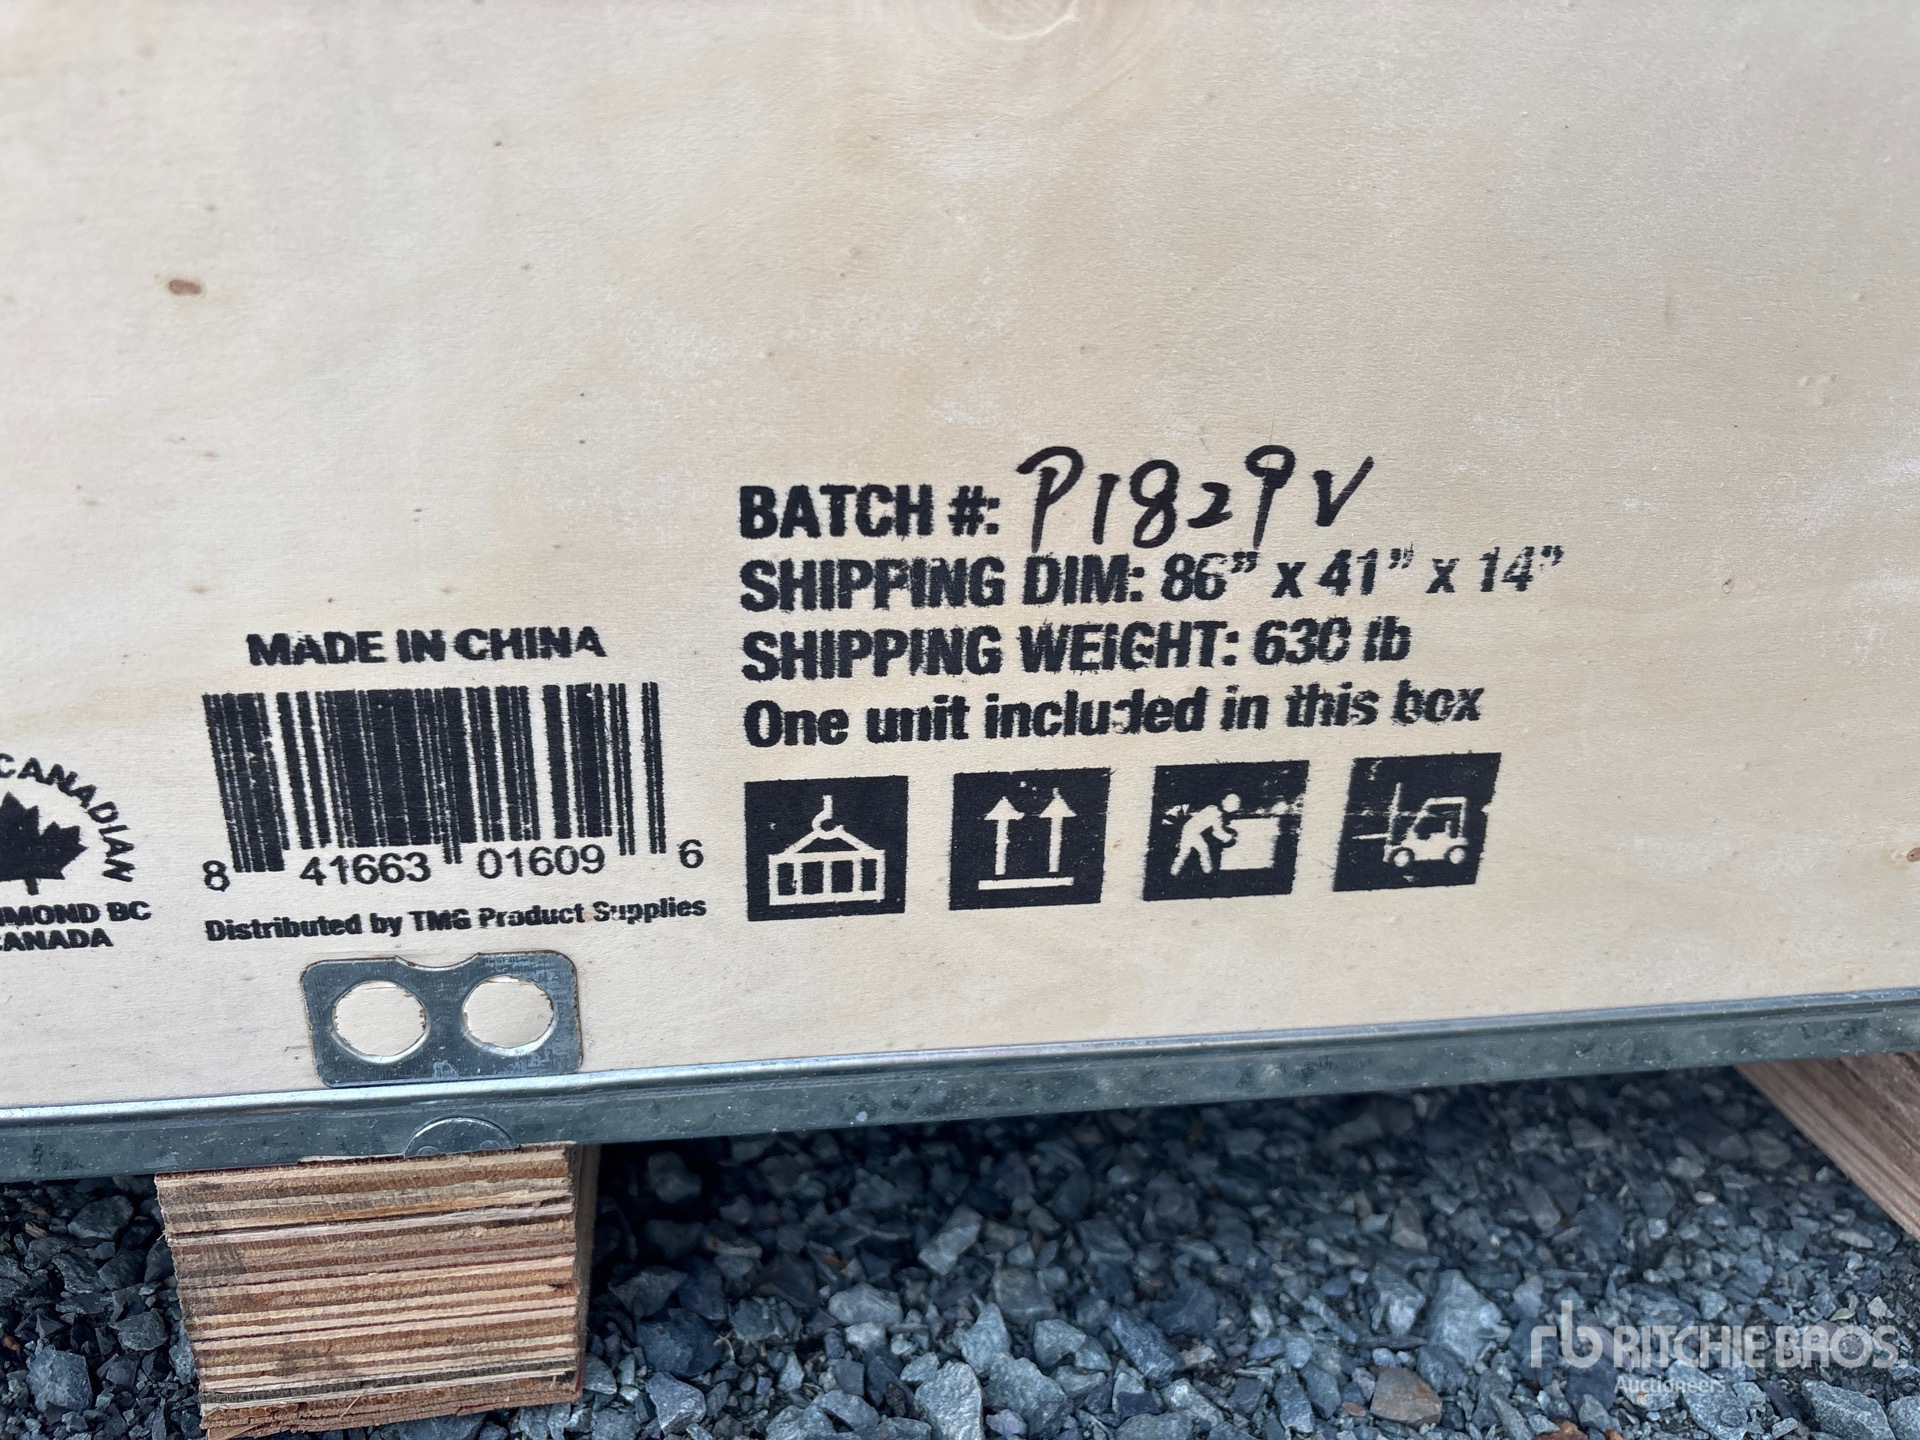 BATCH #: P1829V
SHIPPING DIM: 86" x 41" x 14"
SHIPPING WEIGHT: 630 lb
One unit included in this box
MADE IN CHINA
8 41663 01609 6
Distributed by TMG Product Supplies
CANADIAN
MOND BC
CANADA
rb RITCHIE BROS.
Auctioneers